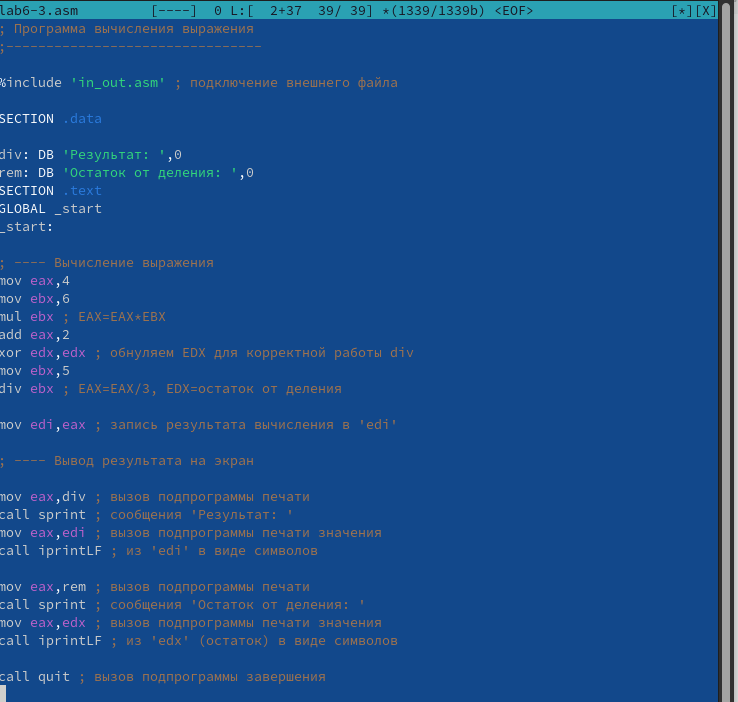 lab6-3.asm [----] 0 L:[ 2+37 39/ 39] *(1339/1339b) <EOF> [*][X]
; Программа вычисления выражения
;--------------------------------
%include 'in_out.asm' ; подключение внешнего файла
SECTION .data
div: DB 'Результат: ',0
rem: DB 'Остаток от деления: ',0
SECTION .text
GLOBAL _start
_start:
; ---- Вычисление выражения
mov eax,4
mov ebx,6
mul ebx ; EAX=EAX*EBX
add eax,2
xor edx,edx ; обнуляем EDX для корректной работы div
mov ebx,5
div ebx ; EAX=EAX/3, EDX=остаток от деления
mov edi,eax ; запись результата вычисления в 'edi'
; ---- Вывод результата на экран
mov eax,div ; вызов подпрограммы печати
call sprint ; сообщения 'Результат: '
mov eax,edi ; вызов подпрограммы печати значения
call iprintLF ; из 'edi' в виде символов
mov eax,rem ; вызов подпрограммы печати
call sprint ; сообщения 'Остаток от деления: '
mov eax,edx ; вызов подпрограммы печати значения
call iprintLF ; из 'edx' (остаток) в виде символов
call quit ; вызов подпрограммы завершения